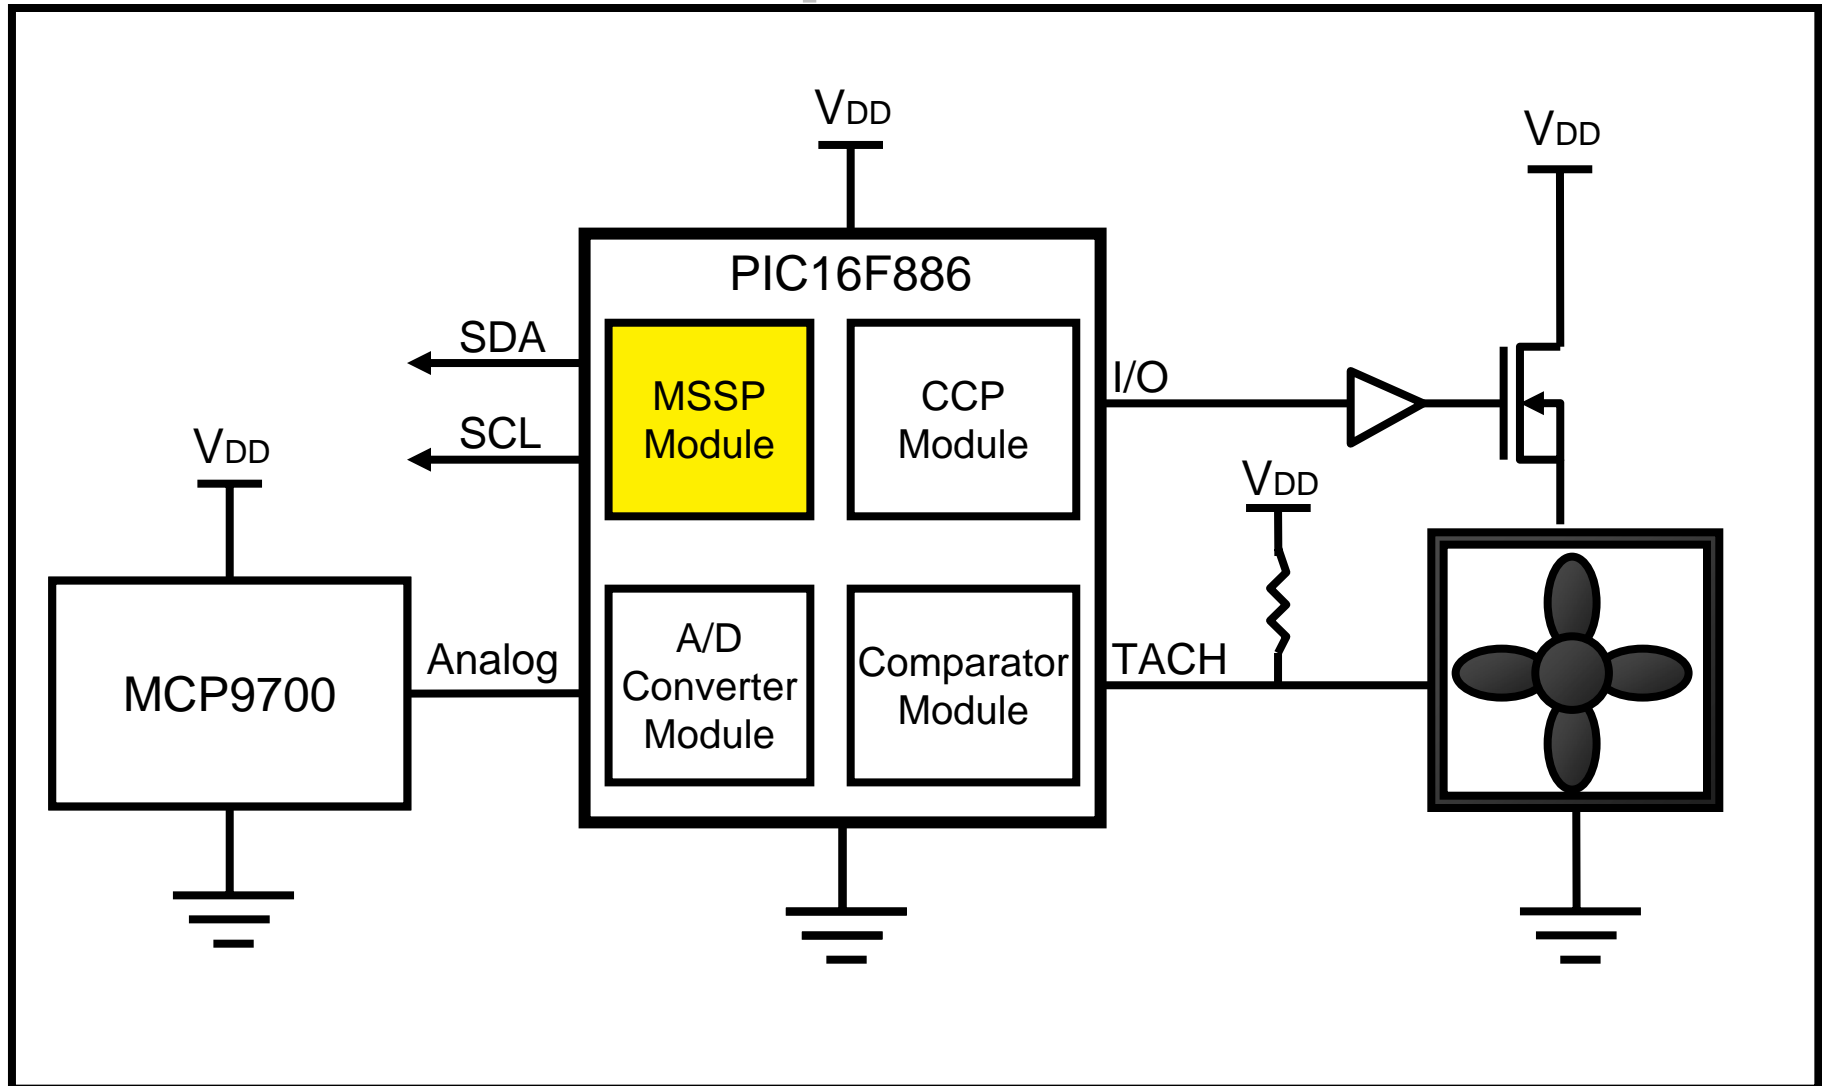 VDD
VDD
PIC16F886
SDA
MSSP
Module
CCP
Module
I/O
SCL
VDD
VDD
MCP9700
Analog
A/D
Converter
Module
Comparator
Module
TACH